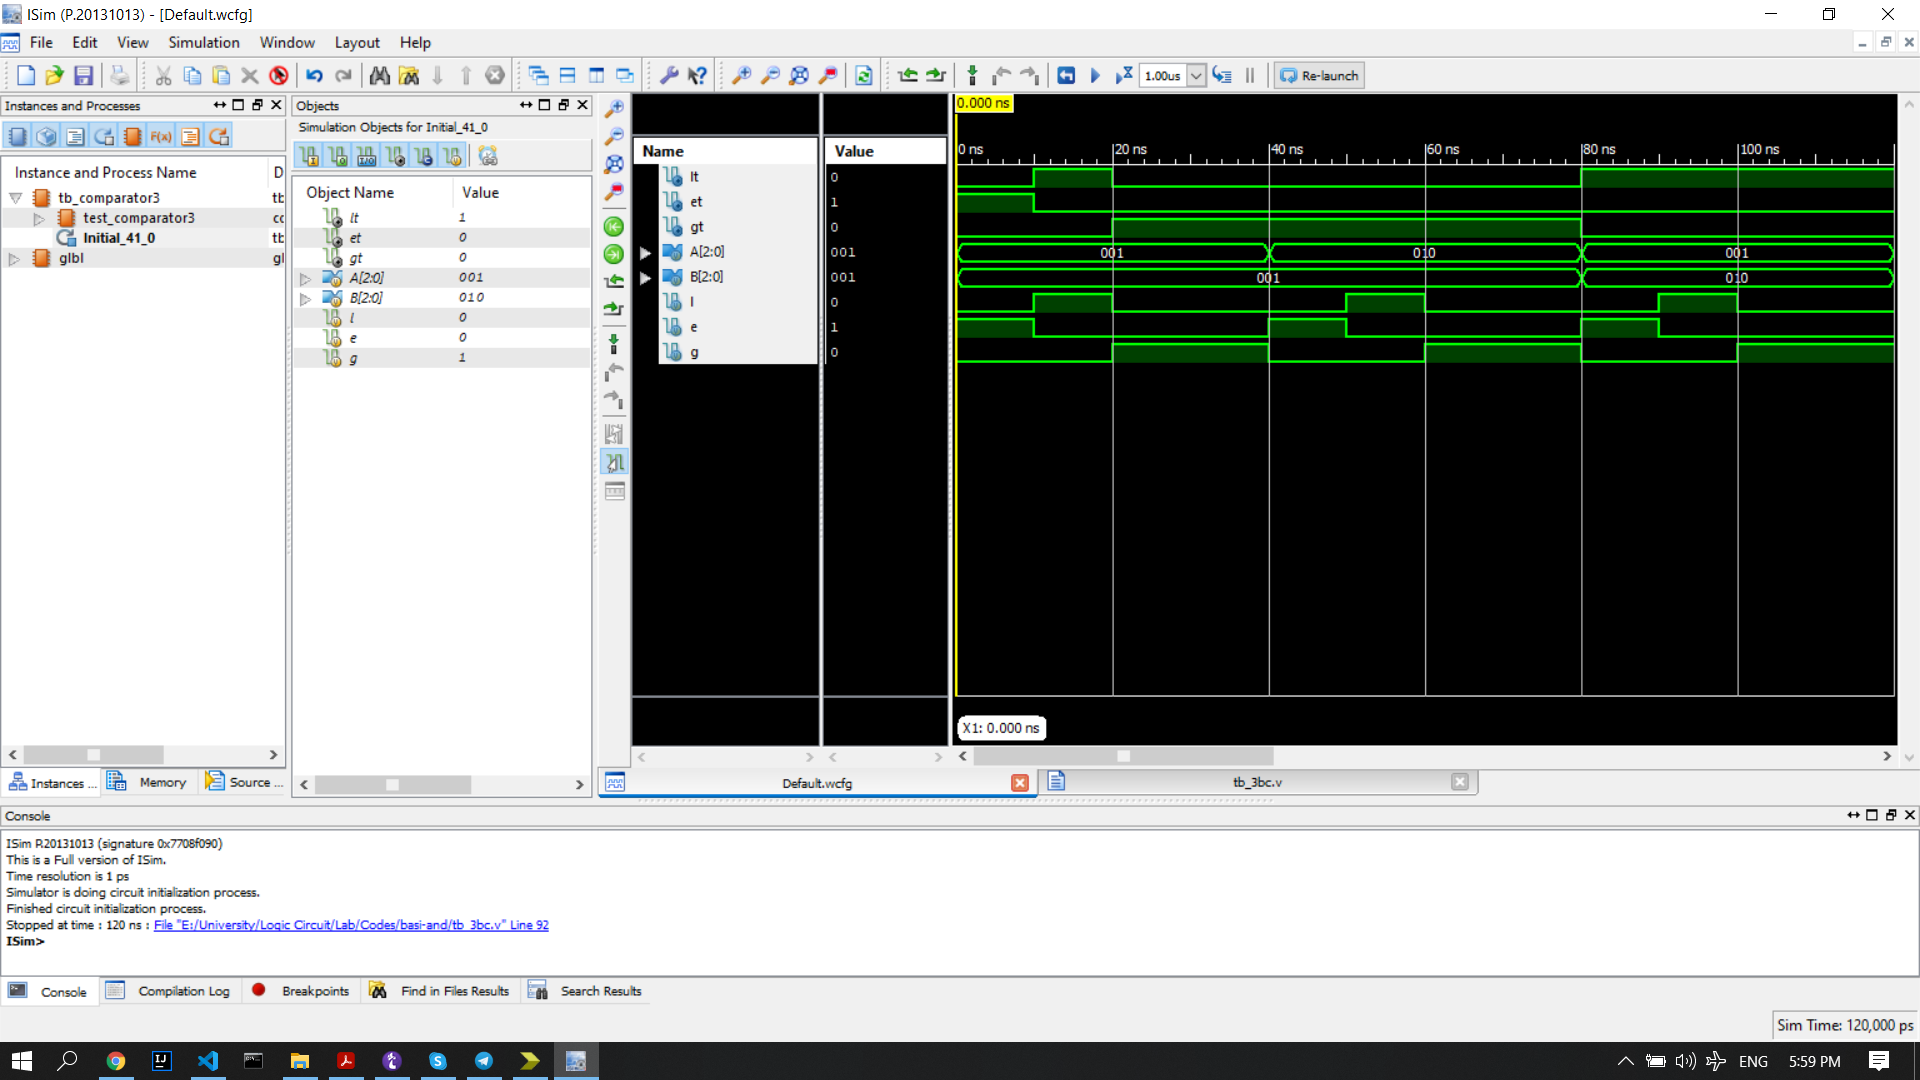 ISim (P.20131013) - [Default.wcfg]
File Edit View Simulation Window Layout Help
1.00us Re-launch
Instances and Processes
F(x)
Instance and Process Name D
tb_comparator3 tb
test_comparator3 cc
Initial_41_0 tb
glbl gl
Instances ... Memory Source ...
Objects
Simulation Objects for Initial_41_0
Object Name Value
lt 1
et 0
gt 0
A[2:0] 001
B[2:0] 010
l 0
e 0
g 1
Name Value
lt 0
et 1
gt 0
A[2:0] 001
B[2:0] 001
l 0
e 1
g 0
0.000 ns
0 ns 20 ns 40 ns 60 ns 80 ns 100 ns
001 010 001
001 010
X1: 0.000 ns
Default.wcfg tb_3bc.v
Console
ISim P.20131013 (signature 0x7708f090)
This is a Full version of ISim.
Time resolution is 1 ps
Simulator is doing circuit initialization process.
Finished circuit initialization process.
Stopped at time : 120 ns : File "E:/University/Logic Circuit/Lab/Codes/basi-and/tb_3bc.v" Line 92
ISim>
Console Compilation Log Breakpoints Find in Files Results Search Results
Sim Time: 120,000 ps
ENG 5:59 PM